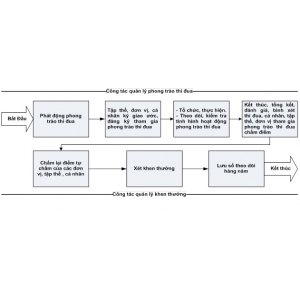 Công tác quản lý phong trào thi đua
Bắt Đầu
Phát động phong
trào thi đua
Tập thể, đơn vị, cá
nhân ký giao ước,
đăng ký tham gia
phong trào thi đua
- Tổ chức, thực hiện.
- Theo dõi, kiểm tra
tình hình hoạt động
phong trào thi đua
Kết thúc, tổng kết,
đánh giá, bình xét
thi đua, cá nhân, tập
thể, đơn vị tham gia
phong trào thi đua
chấm điểm
Chấm lại điểm tự
chấm của các đơn
vị, tập thể , cá nhân
Xét khen thưởng
Lưu sổ theo dõi
hàng năm
Kết thúc
Công tác quản lý khen thưởng